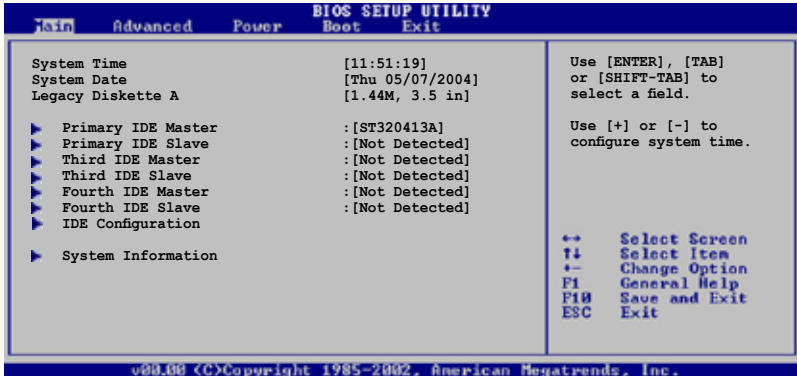 BIOS SETUP UTILITY
Main Advanced Power Boot Exit
System Time [11:51:19]
System Date [Thu 05/07/2004]
Legacy Diskette A [1.44M, 3.5 in]
Primary IDE Master :[ST320413A]
Primary IDE Slave :[Not Detected]
Third IDE Master :[Not Detected]
Third IDE Slave :[Not Detected]
Fourth IDE Master :[Not Detected]
Fourth IDE Slave :[Not Detected]
IDE Configuration
System Information
Use [ENTER], [TAB]
or [SHIFT-TAB] to
select a field.
Use [+] or [-] to
configure system time.
↔ Select Screen
↑↓ Select Item
+- Change Option
F1 General Help
F10 Save and Exit
ESC Exit
v00.00 (C)Copyright 1985-2002, American Megatrends, Inc.